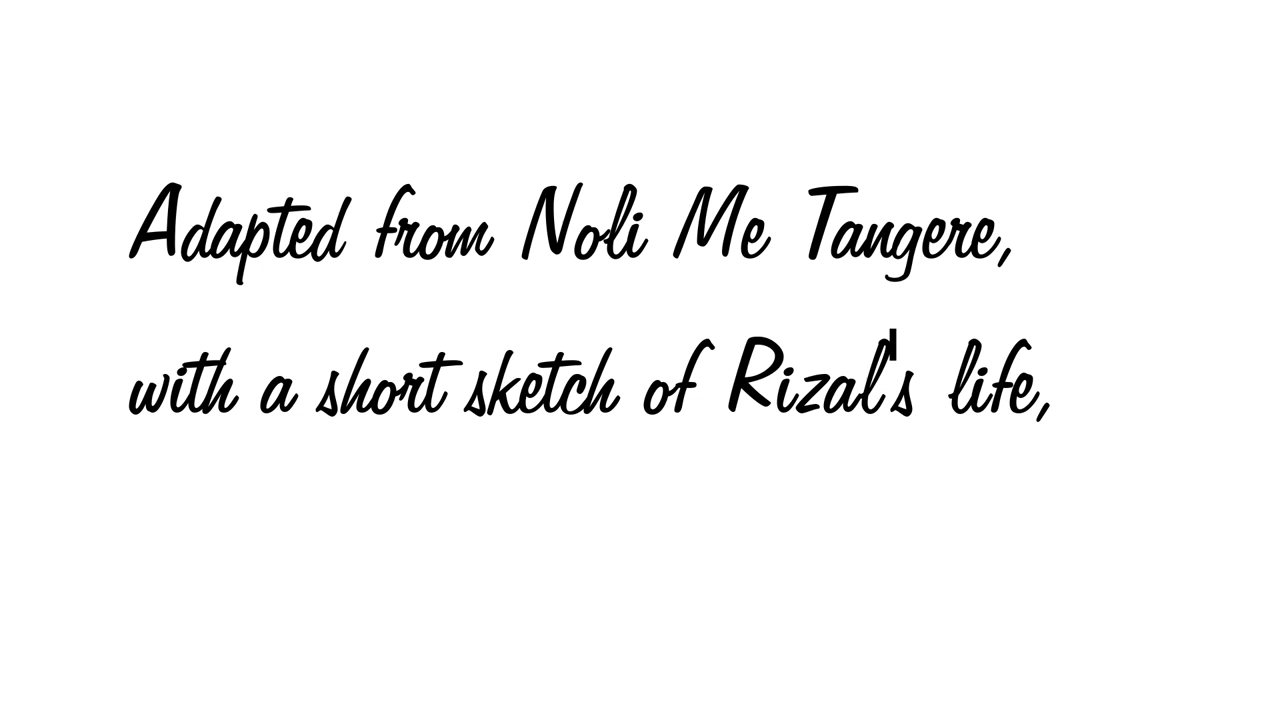 Adapted from Noli Me Tangere,
with a short sketch of Rizal's life,